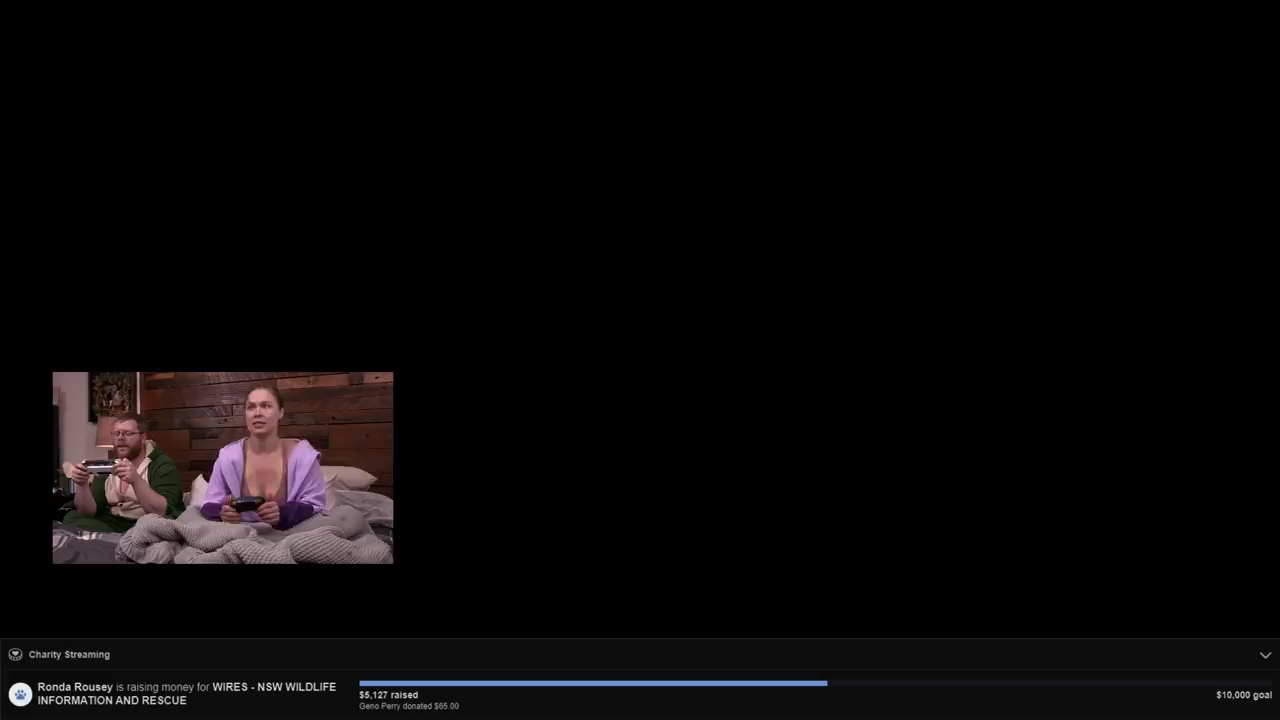 Charity Streaming
Ronda Rousey is raising money for WIRES - NSW WILDLIFE
INFORMATION AND RESCUE
$5,127 raised
$10,000 goal
Geno Perry donated $65.00